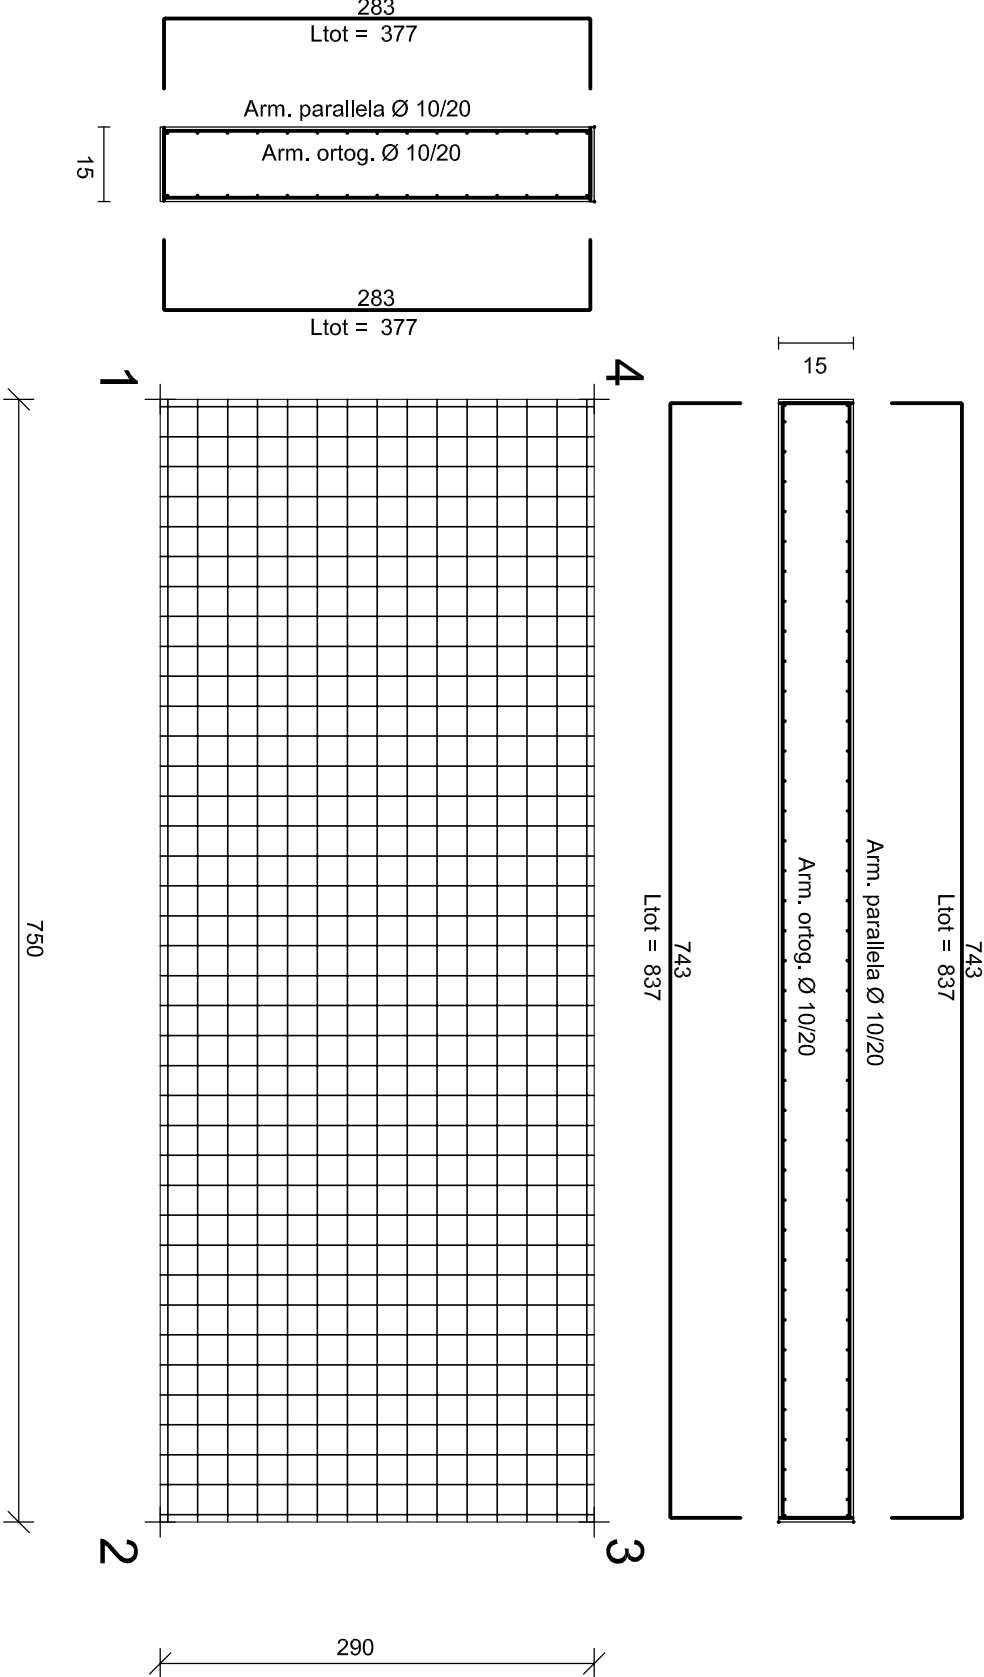 283
Ltot = 377
Arm. parallela Ø 10/20
Arm. ortog. Ø 10/20
15
283
Ltot = 377
15
1
4
743
Ltot = 837
Arm. parallela Ø 10/20
Arm. ortog. Ø 10/20
743
Ltot = 837
750
2
3
290